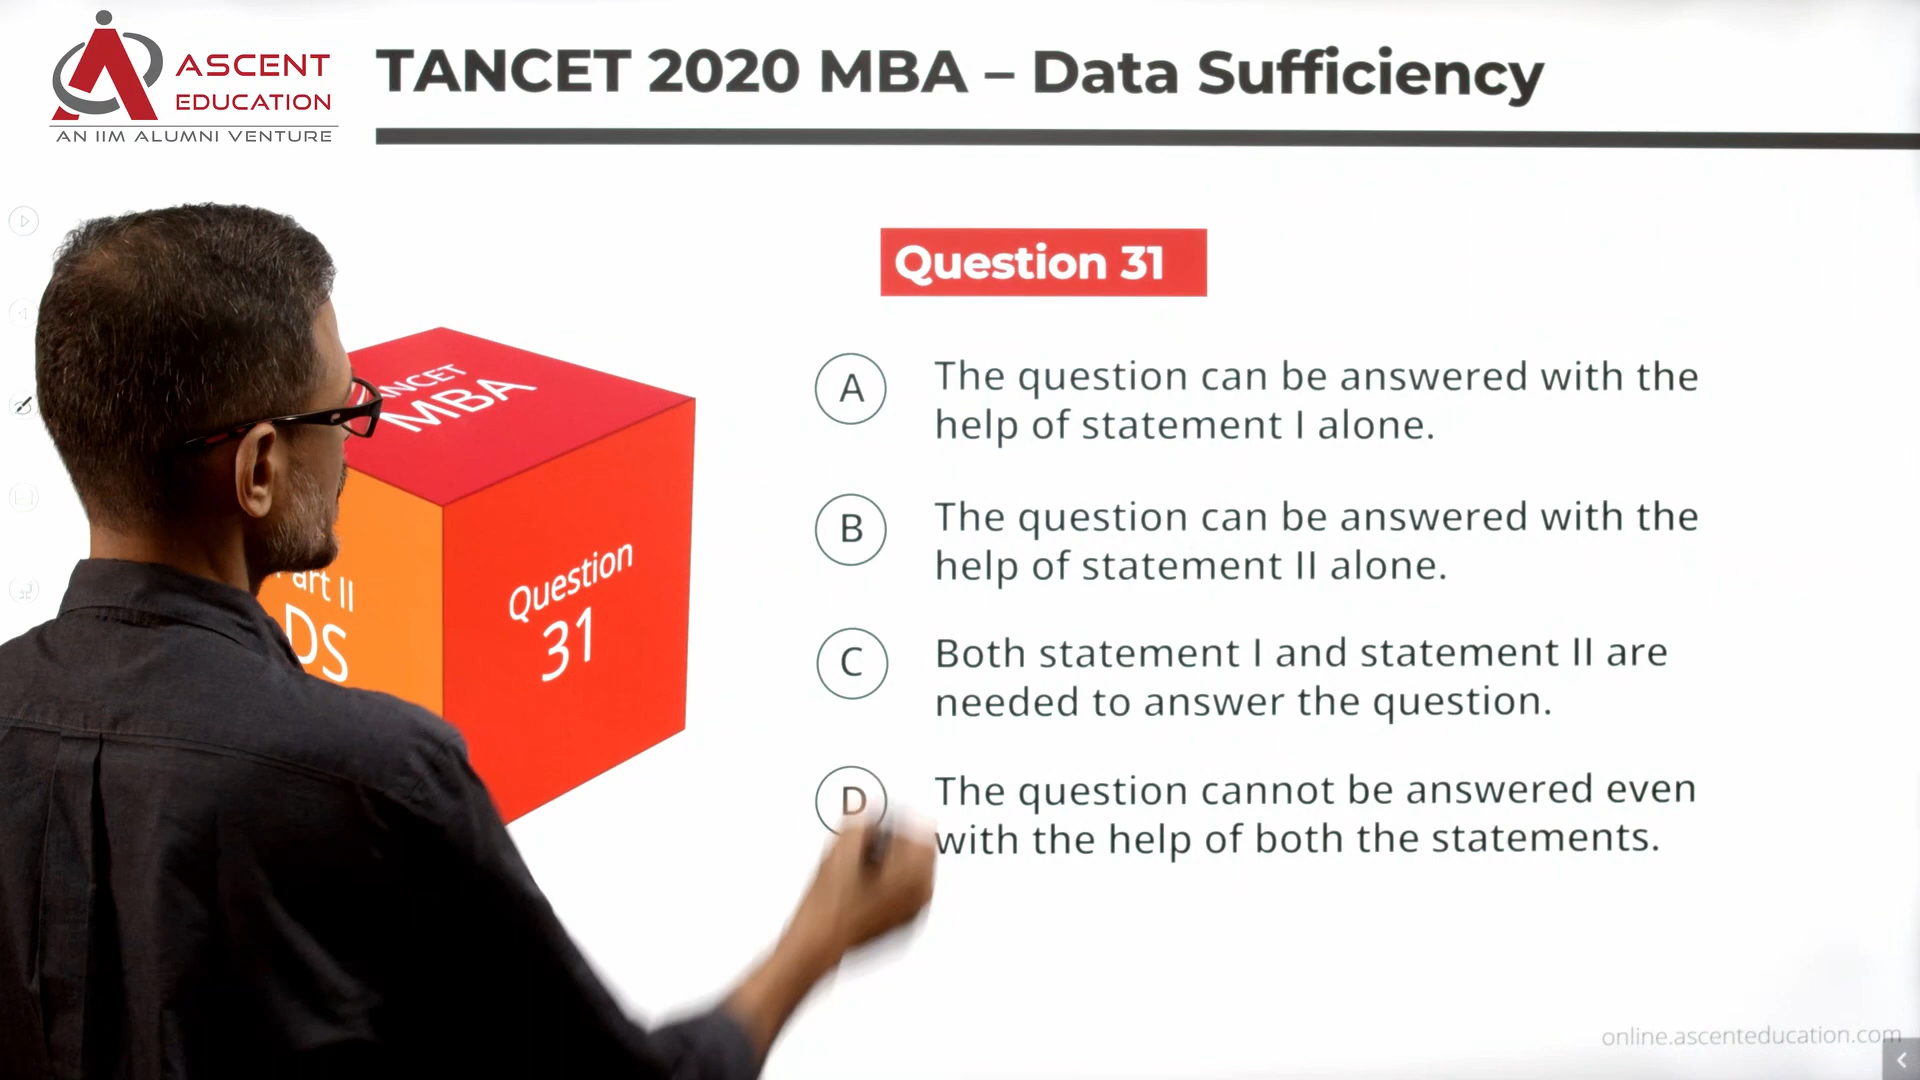 ASCENT
EDUCATION
AN IIM ALUMNI VENTURE
TANCET 2020 MBA – Data Sufficiency
Question 31
MBA
DS
Question
31
A
The question can be answered with the
help of statement I alone.
B
The question can be answered with the
help of statement II alone.
C
Both statement I and statement II are
needed to answer the question.
D
The question cannot be answered even
with the help of both the statements.
online.ascenteducation.com